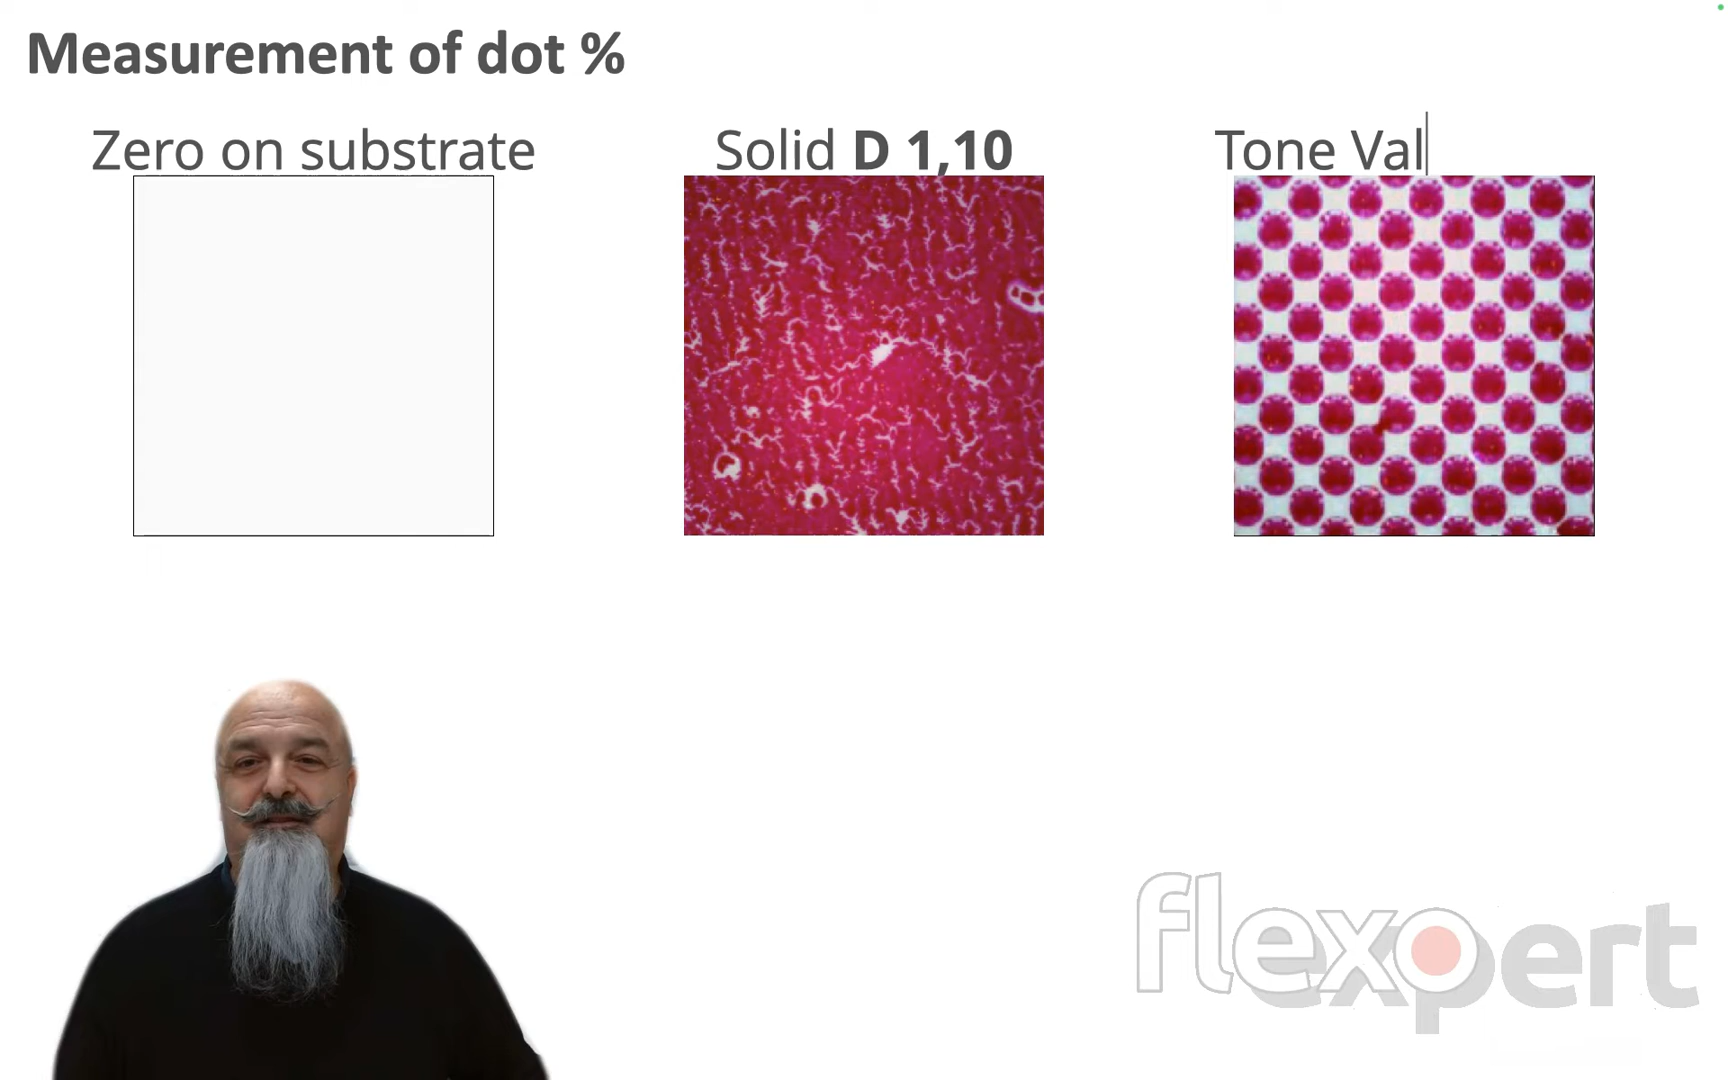 Measurement of dot %
Zero on substrate
Solid D 1,10
Tone Val
flexpert